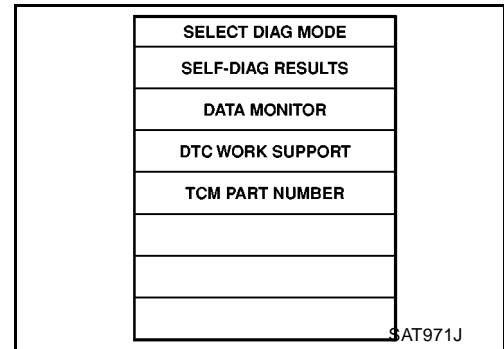 SELECT DIAG MODE
SELF-DIAG RESULTS
DATA MONITOR
DTC WORK SUPPORT
TCM PART NUMBER
SAT971J